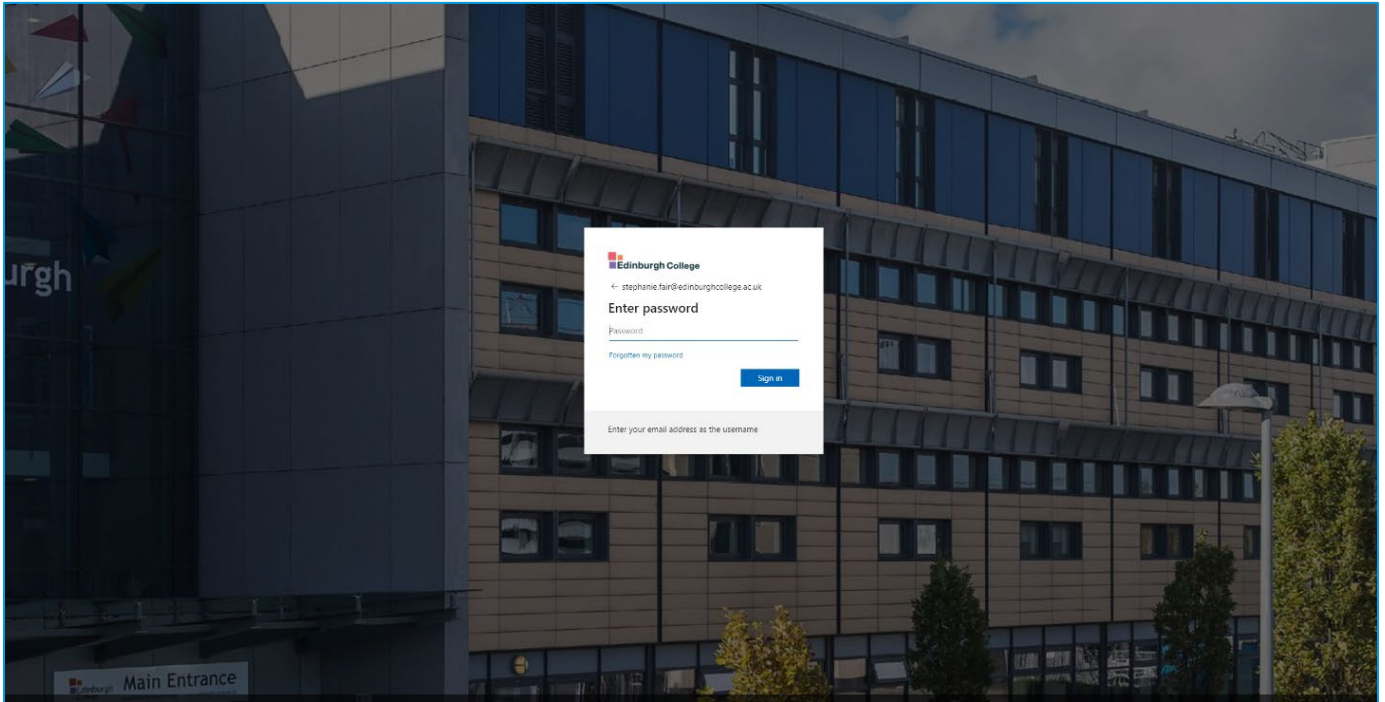 urgh
Edinburgh College
← stephanie.fair@edinburghcollege.ac.uk
Enter password
Password
Forgotten my password
Sign in
Enter your email address as the username
Edinburgh
Main Entrance